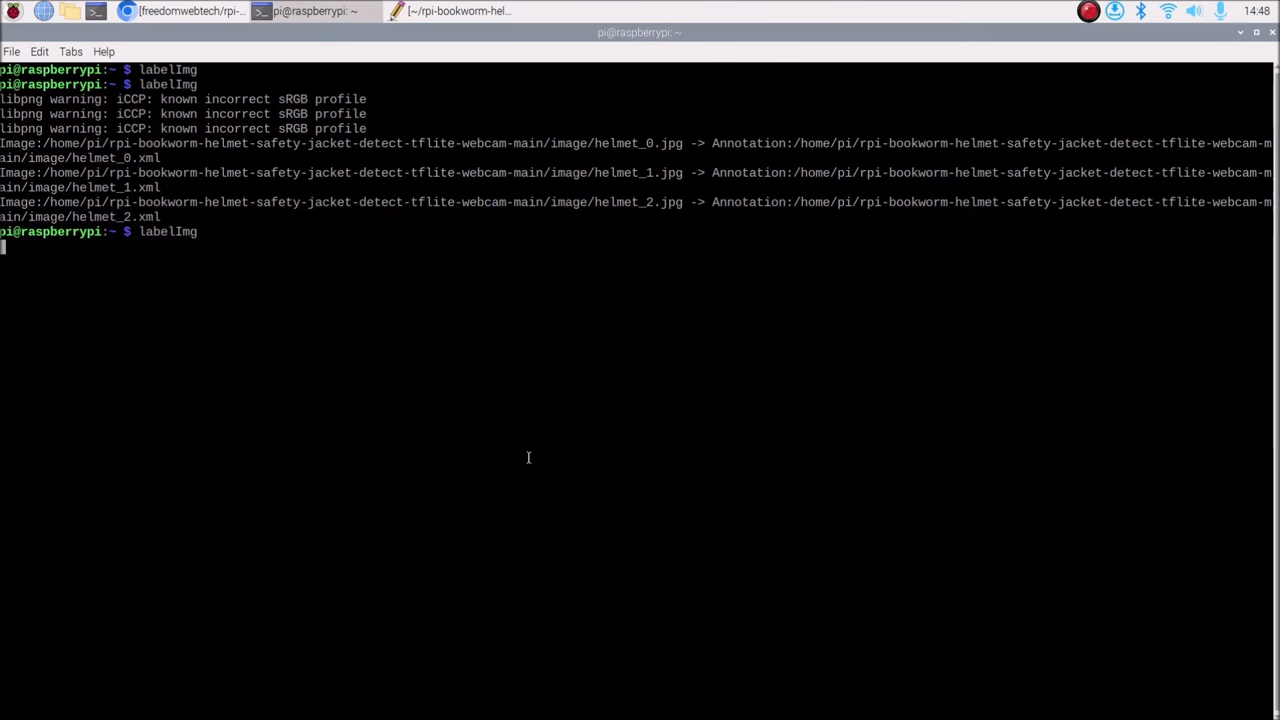 [freedomwebtech/rpi-...
pi@raspberrypi: ~
[~/rpi-bookworm-hel...
14:48
pi@raspberrypi: ~
File Edit Tabs Help
pi@raspberrypi:~ $ labelImg
pi@raspberrypi:~ $ labelImg
libpng warning: iCCP: known incorrect sRGB profile
libpng warning: iCCP: known incorrect sRGB profile
libpng warning: iCCP: known incorrect sRGB profile
Image:/home/pi/rpi-bookworm-helmet-safety-jacket-detect-tflite-webcam-main/image/helmet_0.jpg -> Annotation:/home/pi/rpi-bookworm-helmet-safety-jacket-detect-tflite-webcam-m
ain/image/helmet_0.xml
Image:/home/pi/rpi-bookworm-helmet-safety-jacket-detect-tflite-webcam-main/image/helmet_1.jpg -> Annotation:/home/pi/rpi-bookworm-helmet-safety-jacket-detect-tflite-webcam-m
ain/image/helmet_1.xml
Image:/home/pi/rpi-bookworm-helmet-safety-jacket-detect-tflite-webcam-main/image/helmet_2.jpg -> Annotation:/home/pi/rpi-bookworm-helmet-safety-jacket-detect-tflite-webcam-m
ain/image/helmet_2.xml
pi@raspberrypi:~ $ labelImg